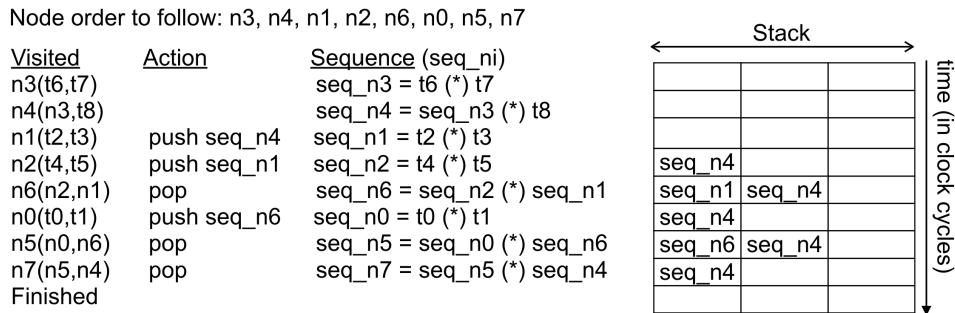 Node order to follow: n3, n4, n1, n2, n6, n0, n5, n7
Visited Action Sequence (seq_ni)
n3(t6,t7) seq_n3 = t6 (*) t7
n4(n3,t8) seq_n4 = seq_n3 (*) t8
n1(t2,t3) push seq_n4 seq_n1 = t2 (*) t3
n2(t4,t5) push seq_n1 seq_n2 = t4 (*) t5
n6(n2,n1) pop seq_n6 = seq_n2 (*) seq_n1
n0(t0,t1) push seq_n6 seq_n0 = t0 (*) t1
n5(n0,n6) pop seq_n5 = seq_n0 (*) seq_n6
n7(n5,n4) pop seq_n7 = seq_n5 (*) seq_n4
Finished
Stack
seq_n4
seq_n1 seq_n4
seq_n4
seq_n6 seq_n4
seq_n4
time (in clock cycles)